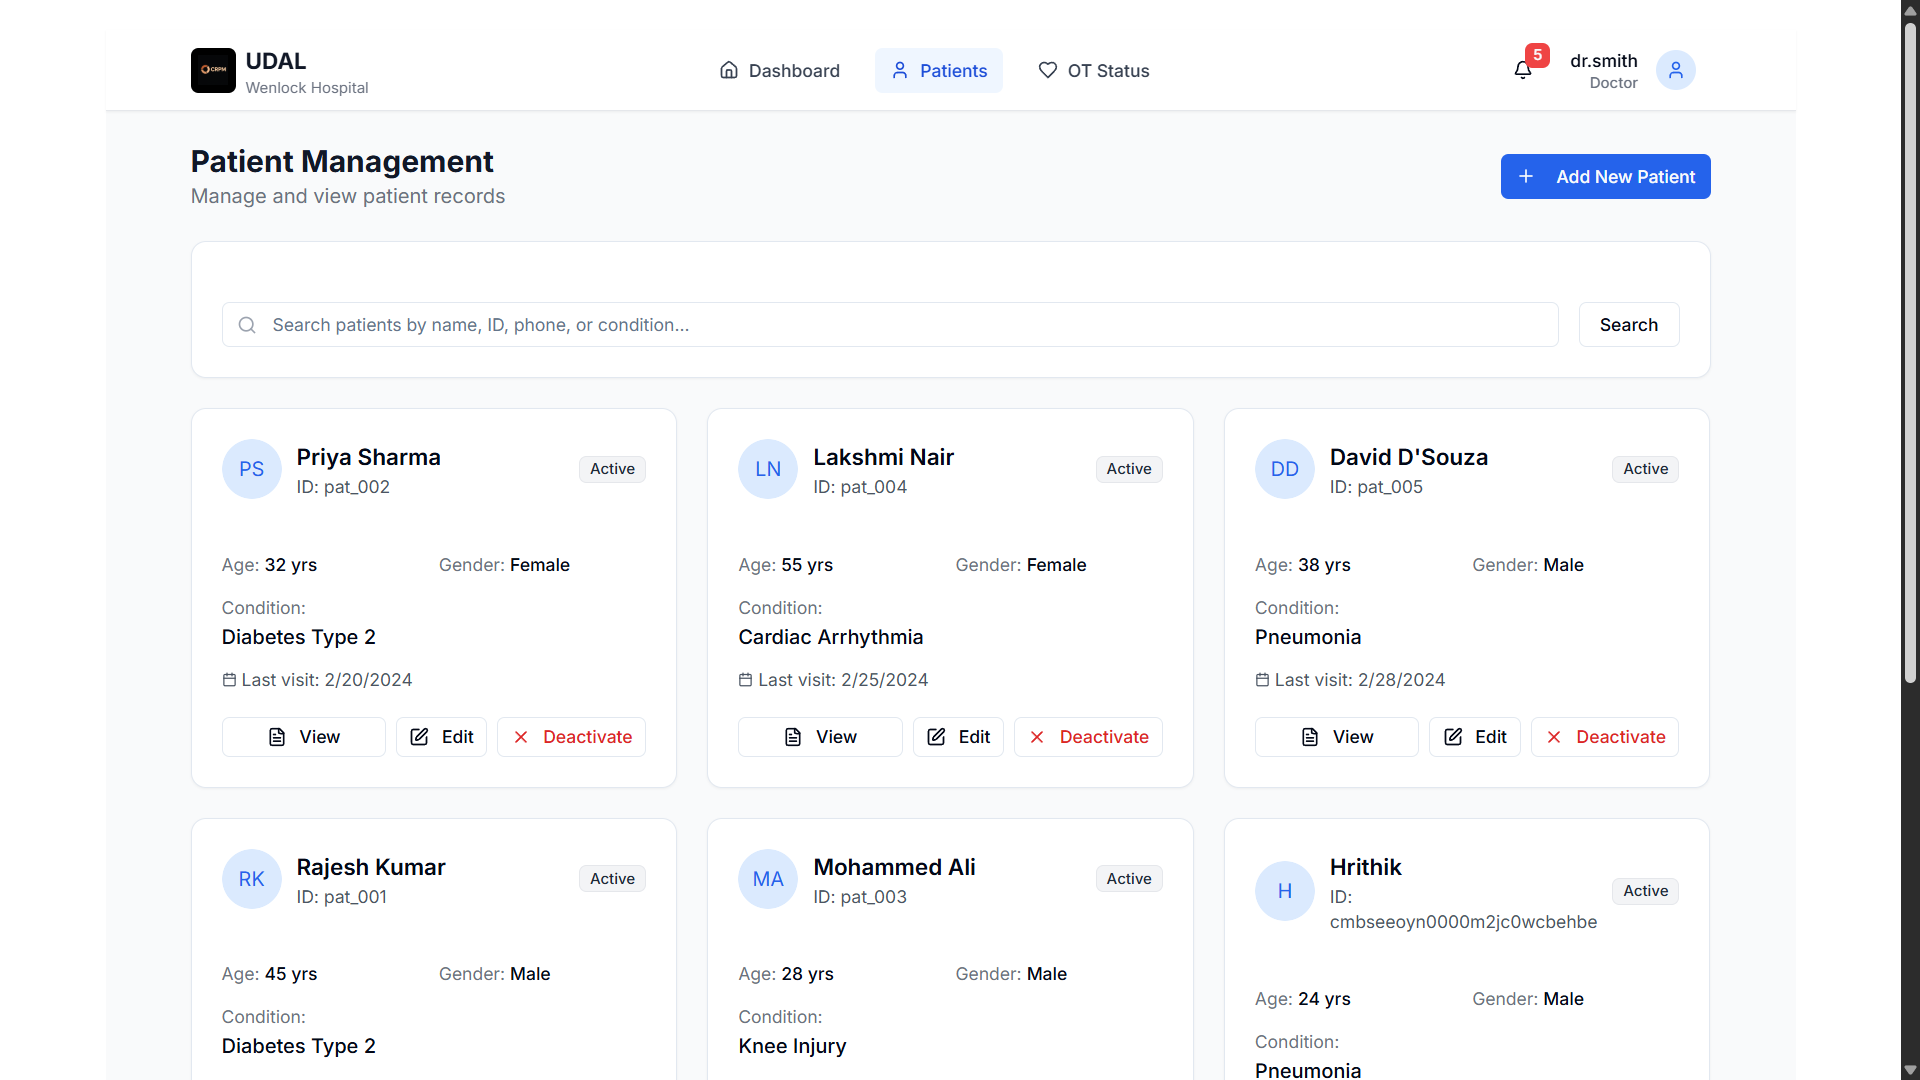 CRPM
UDAL
Wenlock Hospital
Dashboard
Patients
OT Status
5
dr.smith
Doctor
Patient Management
Manage and view patient records
Add New Patient
Search patients by name, ID, phone, or condition...
Search
PS
Priya Sharma
ID: pat_002
Active
Age: 32 yrs
Gender: Female
Condition:
Diabetes Type 2
Last visit: 2/20/2024
View
Edit
Deactivate
LN
Lakshmi Nair
ID: pat_004
Active
Age: 55 yrs
Gender: Female
Condition:
Cardiac Arrhythmia
Last visit: 2/25/2024
View
Edit
Deactivate
DD
David D'Souza
ID: pat_005
Active
Age: 38 yrs
Gender: Male
Condition:
Pneumonia
Last visit: 2/28/2024
View
Edit
Deactivate
RK
Rajesh Kumar
ID: pat_001
Active
Age: 45 yrs
Gender: Male
Condition:
Diabetes Type 2
MA
Mohammed Ali
ID: pat_003
Active
Age: 28 yrs
Gender: Male
Condition:
Knee Injury
H
Hrithik
ID:
cmbseeoyn0000m2jc0wcbehbe
Active
Age: 24 yrs
Gender: Male
Condition:
Pneumonia